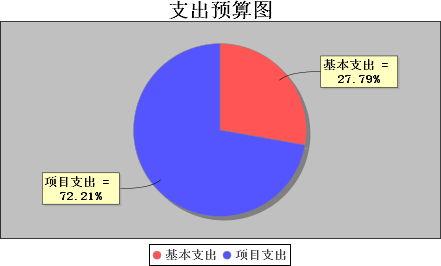 支出预算图
基本支出 =
27.79%
项目支出 =
72.21%
基本支出 项目支出